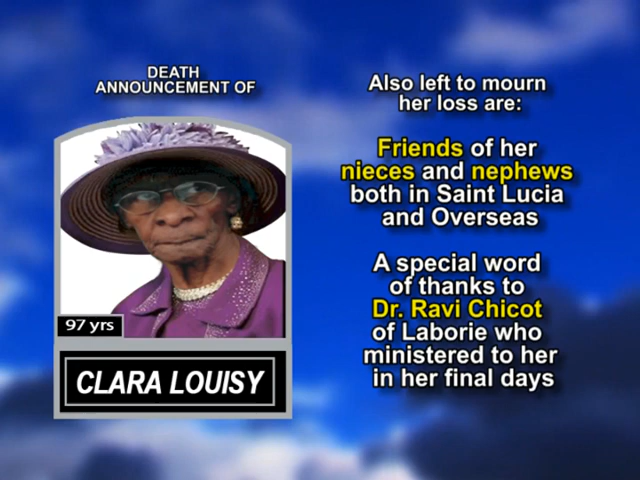 DEATH
ANNOUNCEMENT OF
97 yrs
CLARA LOUISY
Also left to mourn
her loss are:
Friends of her
nieces and nephews
both in Saint Lucia
and Overseas
A special word
of thanks to
Dr. Ravi Chicot
of Laborie who
ministered to her
in her final days